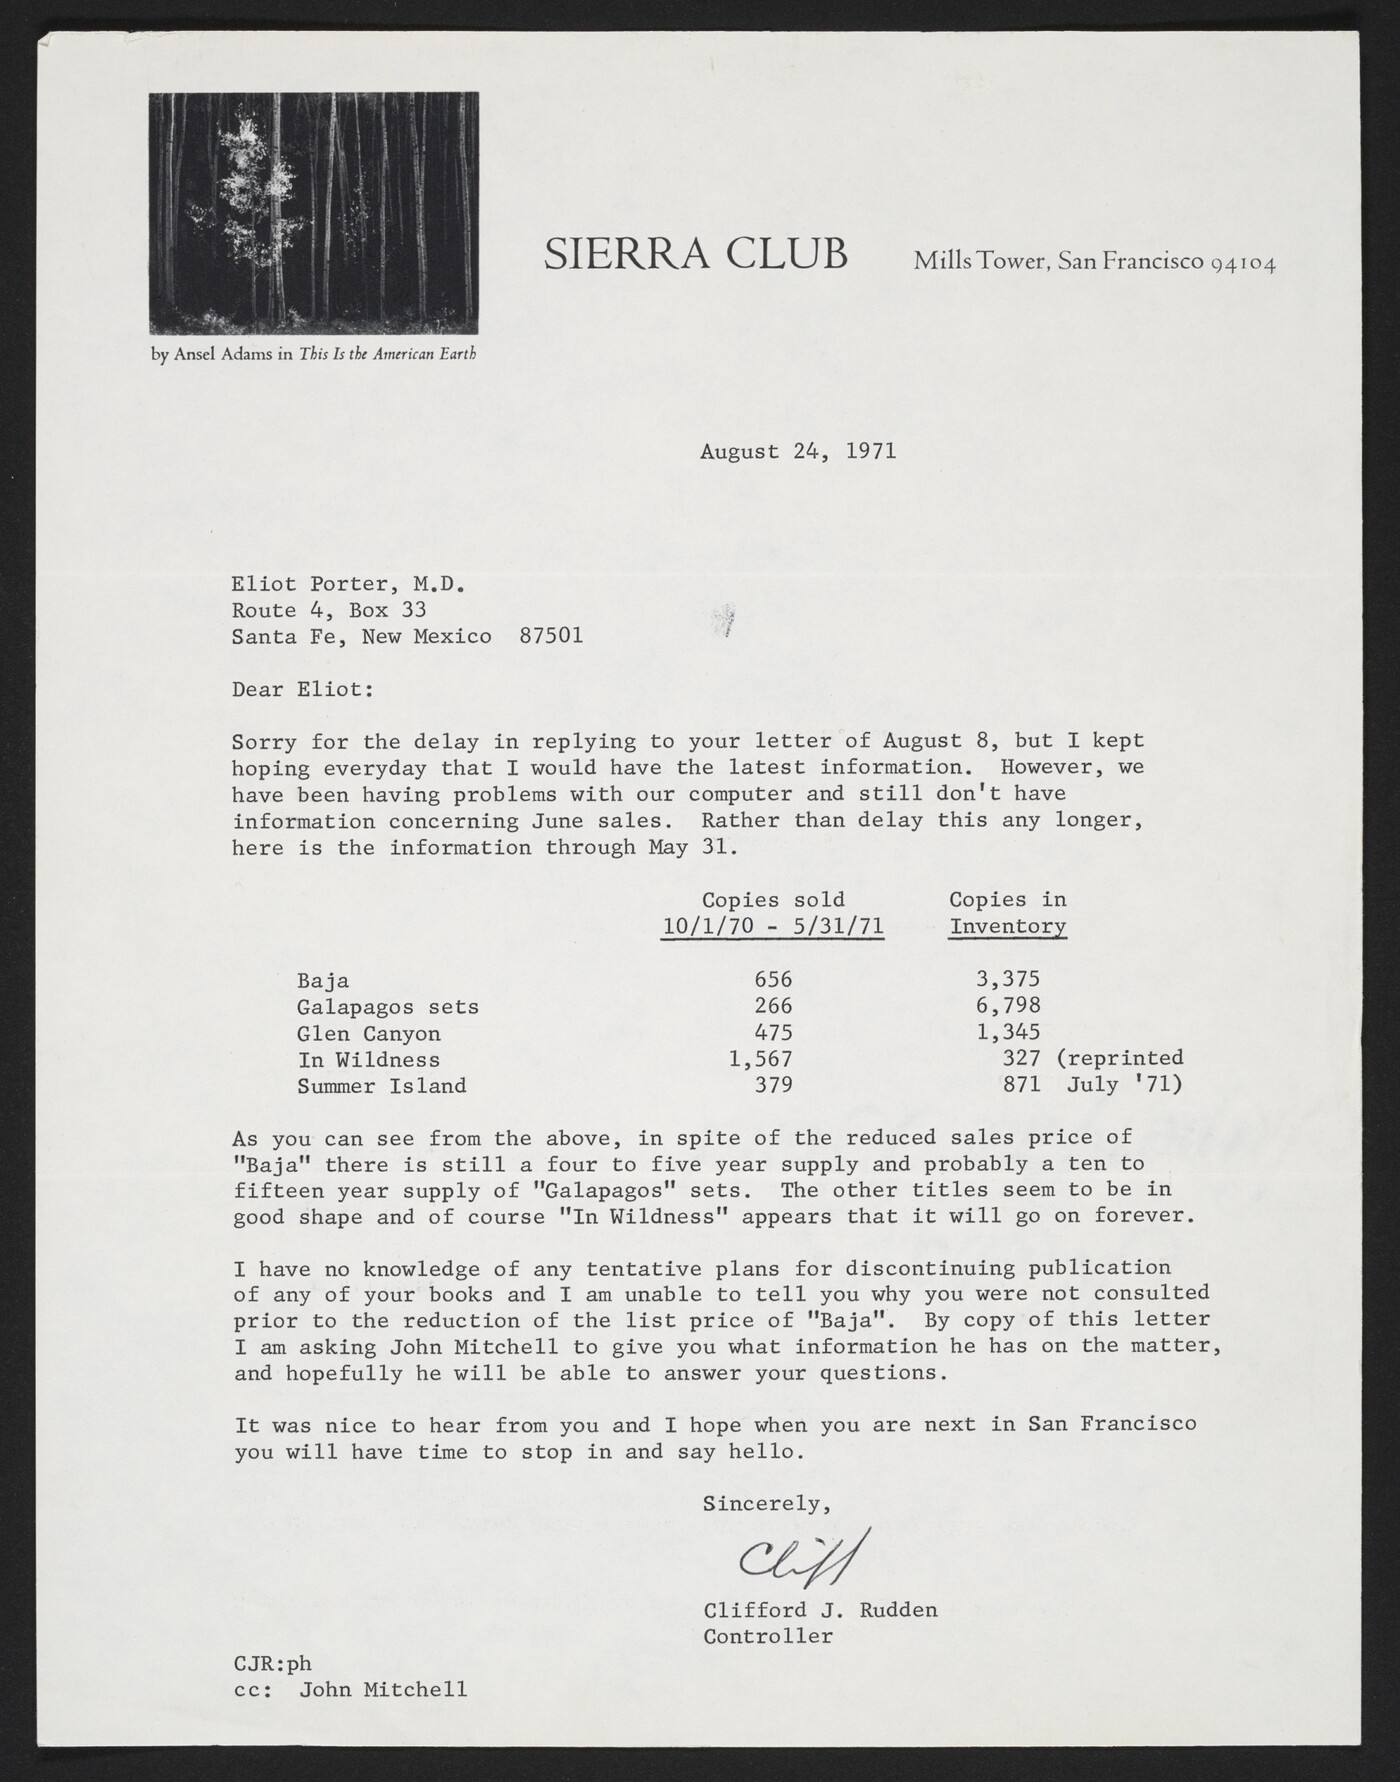 SIERRA CLUB Mills Tower, San Francisco 94104
by Ansel Adams in This Is the American Earth
August 24, 1971
Eliot Porter, M.D.
Route 4, Box 33
Santa Fe, New Mexico 87501
Dear Eliot:
Sorry for the delay in replying to your letter of August 8, but I kept
hoping everyday that I would have the latest information. However, we
have been having problems with our computer and still don't have
information concerning June sales. Rather than delay this any longer,
here is the information through May 31.
Copies sold Copies in
10/1/70 - 5/31/71 Inventory
Baja 656 3,375
Galapagos sets 266 6,798
Glen Canyon 475 1,345
In Wildness 1,567 327 (reprinted
Summer Island 379 871 July '71)
As you can see from the above, in spite of the reduced sales price of
"Baja" there is still a four to five year supply and probably a ten to
fifteen year supply of "Galapagos" sets. The other titles seem to be in
good shape and of course "In Wildness" appears that it will go on forever.
I have no knowledge of any tentative plans for discontinuing publication
of any of your books and I am unable to tell you why you were not consulted
prior to the reduction of the list price of "Baja". By copy of this letter
I am asking John Mitchell to give you what information he has on the matter,
and hopefully he will be able to answer your questions.
It was nice to hear from you and I hope when you are next in San Francisco
you will have time to stop in and say hello.
Sincerely,
Cliff
Clifford J. Rudden
Controller
CJR:ph
cc: John Mitchell